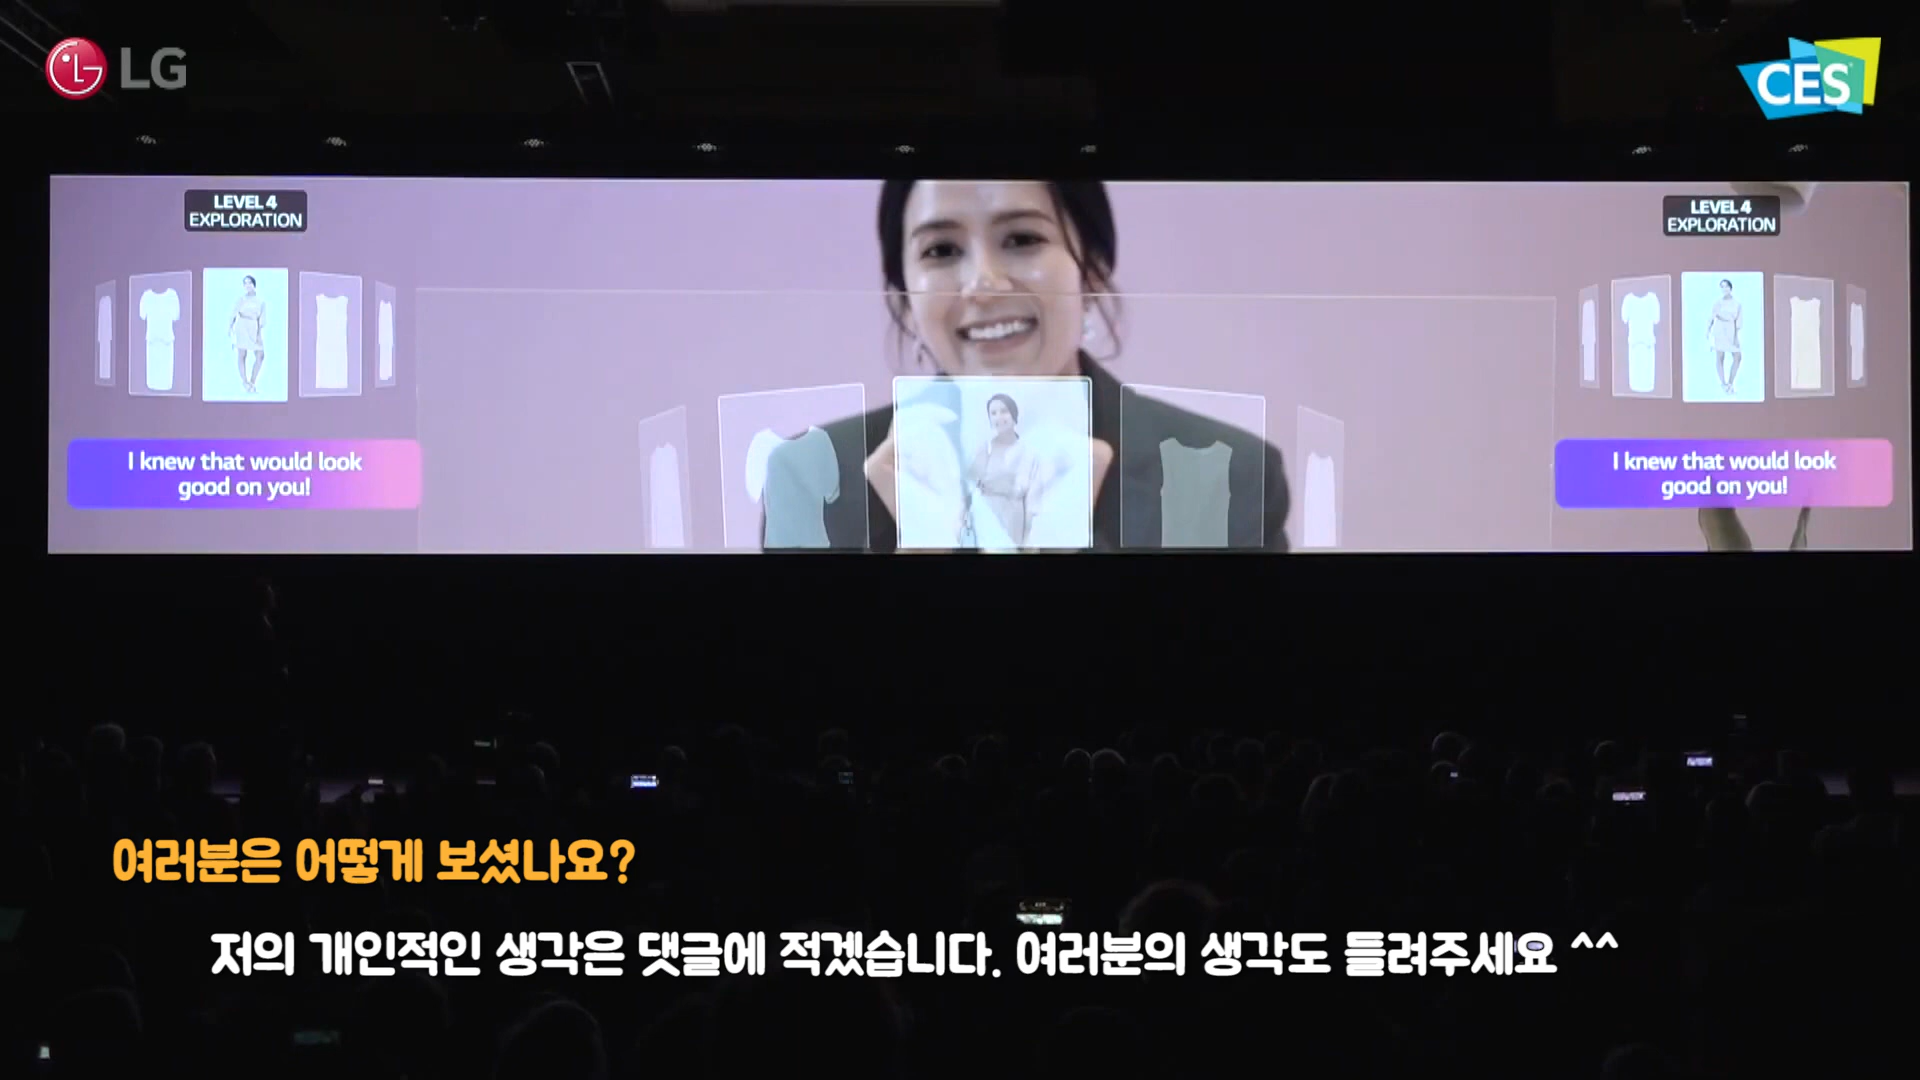 LG
CES
LEVEL 4
EXPLORATION
I knew that would look
good on you!
LEVEL 4
EXPLORATION
I knew that would look
good on you!
여러분은 어떻게 보셨나요?
저의 개인적인 생각은 댓글에 적겠습니다. 여러분의 생각도 들려주세요 ^^